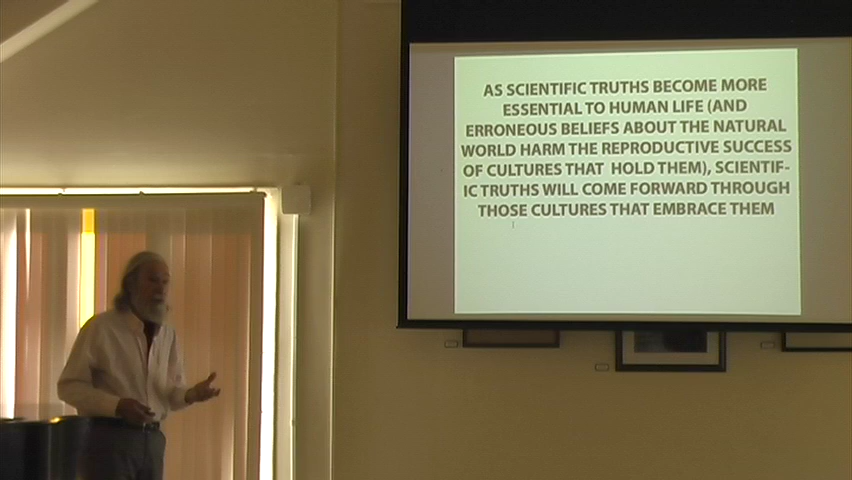 AS SCIENTIFIC TRUTHS BECOME MORE
ESSENTIAL TO HUMAN LIFE (AND
ERRONEOUS BELIEFS ABOUT THE NATURAL
WORLD HARM THE REPRODUCTIVE SUCCESS
OF CULTURES THAT HOLD THEM), SCIENTIF-
IC TRUTHS WILL COME FORWARD THROUGH
THOSE CULTURES THAT EMBRACE THEM